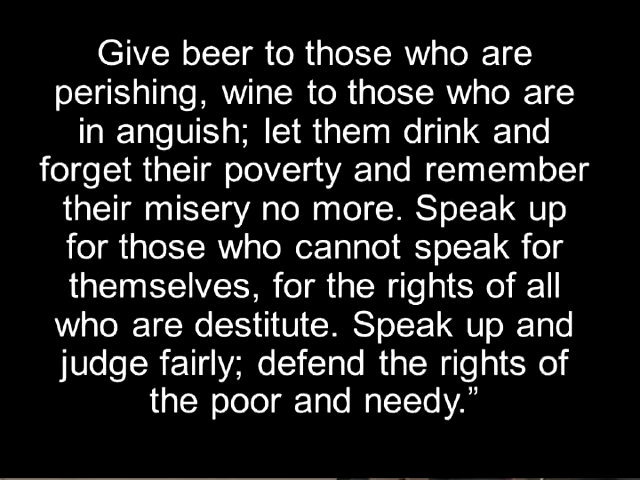 Give beer to those who are
perishing, wine to those who are
in anguish; let them drink and
forget their poverty and remember
their misery no more. Speak up
for those who cannot speak for
themselves, for the rights of all
who are destitute. Speak up and
judge fairly; defend the rights of
the poor and needy.”